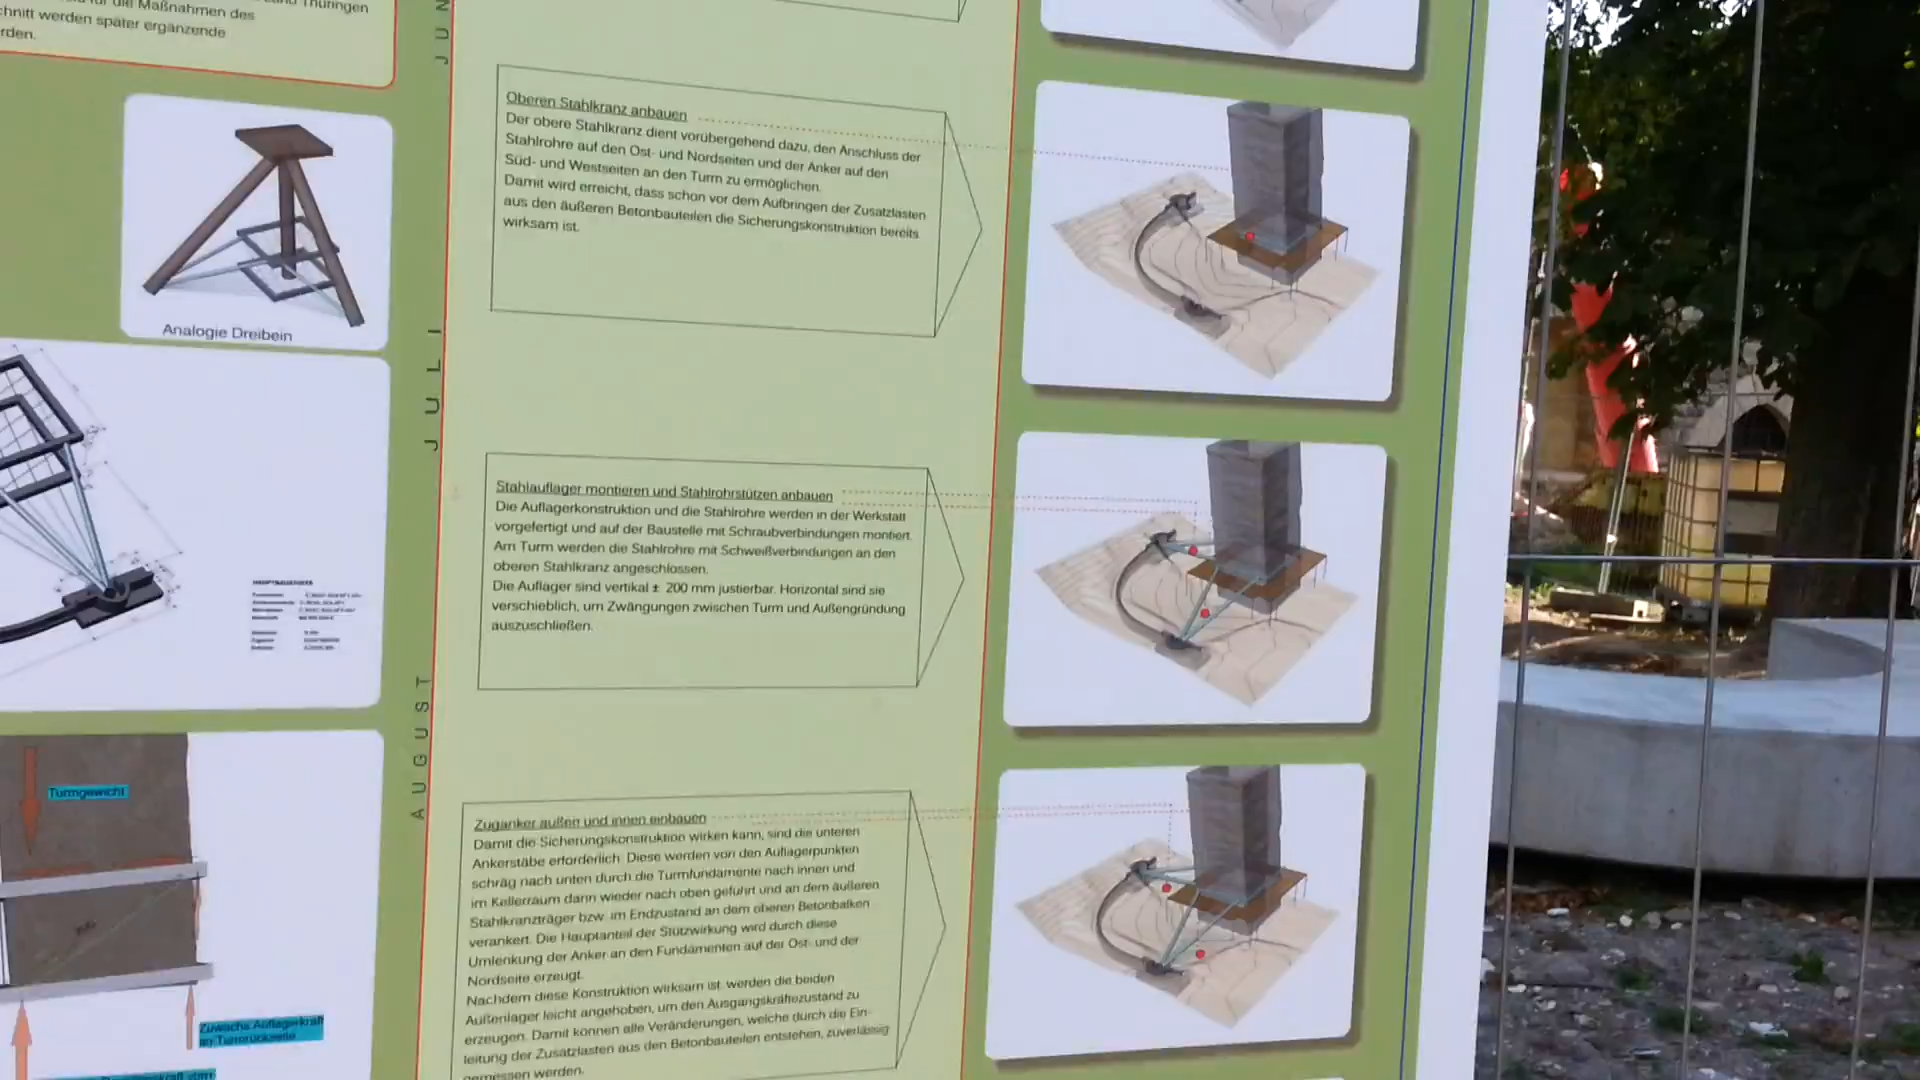 Thüringen
die Maßnahmen des
chnitt werden später ergänzende
rden.
Analogie Dreibein
Turmgewicht
Zug
Zuwachs Auflagerkraft
an Turmrückseite
JUN
JULI
AUGUST
Oberen Stahlkranz anbauen
Der obere Stahlkranz dient vorübergehend dazu, den Anschluss der
Stahlrohre auf den Ost- und Nordseiten und der Anker auf den
Süd- und Westseiten an den Turm zu ermöglichen.
Damit wird erreicht, dass schon vor dem Aufbringen der Zusatzlasten
aus den äußeren Betonbauteilen die Sicherungskonstruktion bereits
wirksam ist.
Stahlauflager montieren und Stahlrohrstützen anbauen
Die Auflagerkonstruktion und die Stahlrohre werden in der Werkstatt
vorgefertigt und auf der Baustelle mit Schraubverbindungen montiert.
Am Turm werden die Stahlrohre mit Schweißverbindungen an den
oberen Stahlkranz angeschlossen.
Die Auflager sind vertikal ± 200 mm justierbar. Horizontal sind sie
verschieblich, um Zwängungen zwischen Turm und Außengründung
auszuschließen.
Zuganker außen und innen einbauen
Damit die Sicherungskonstruktion wirken kann, sind die unteren
Ankerstäbe erforderlich. Diese werden von den Auflagerpunkten
schräg nach unten durch die Turmfundamente nach innen und
im Kellerraum dann wieder nach oben geführt und an dem äußeren
Stahlkranzträger bzw. im Endzustand an dem oberen Betonbalken
verankert. Die Hauptanteil der Stützwirkung wird durch diese
Umlenkung der Anker an den Fundamenten auf der Ost- und der
Nordseite erzeugt.
Nachdem diese Konstruktion wirksam ist, werden die beiden
Außenlager leicht angehoben, um den Ausgangskräftezustand zu
erzeugen. Damit können alle Veränderungen, welche durch die Ein-
leitung der Zusatzlasten aus den Betonbauteilen entstehen, zuverlässig
gemessen werden.